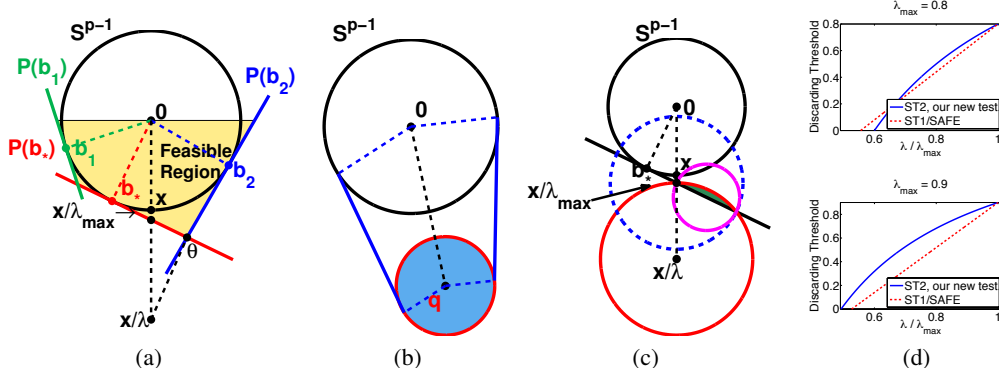 S^{p−1}
P(b_1)
P(b_2)
0
P(b_*)
b_1
Feasible
Region
b_2
b_*
x
x/λ_max
θ
x/λ
(a)
S^{p−1}
0
q
(b)
S^{p−1}
0
b_*
x
x/λ_max
x/λ
(c)
λ_max = 0.8
Discarding Threshold
0.8
0.6
0.4
0.2
0
ST2, our new test
ST1/SAFE
0.6
0.8
1
λ / λ_max
λ_max = 0.9
Discarding Threshold
0.8
0.6
0.4
0.2
0
ST2, our new test
ST1/SAFE
0.6
0.8
1
λ / λ_max
(d)